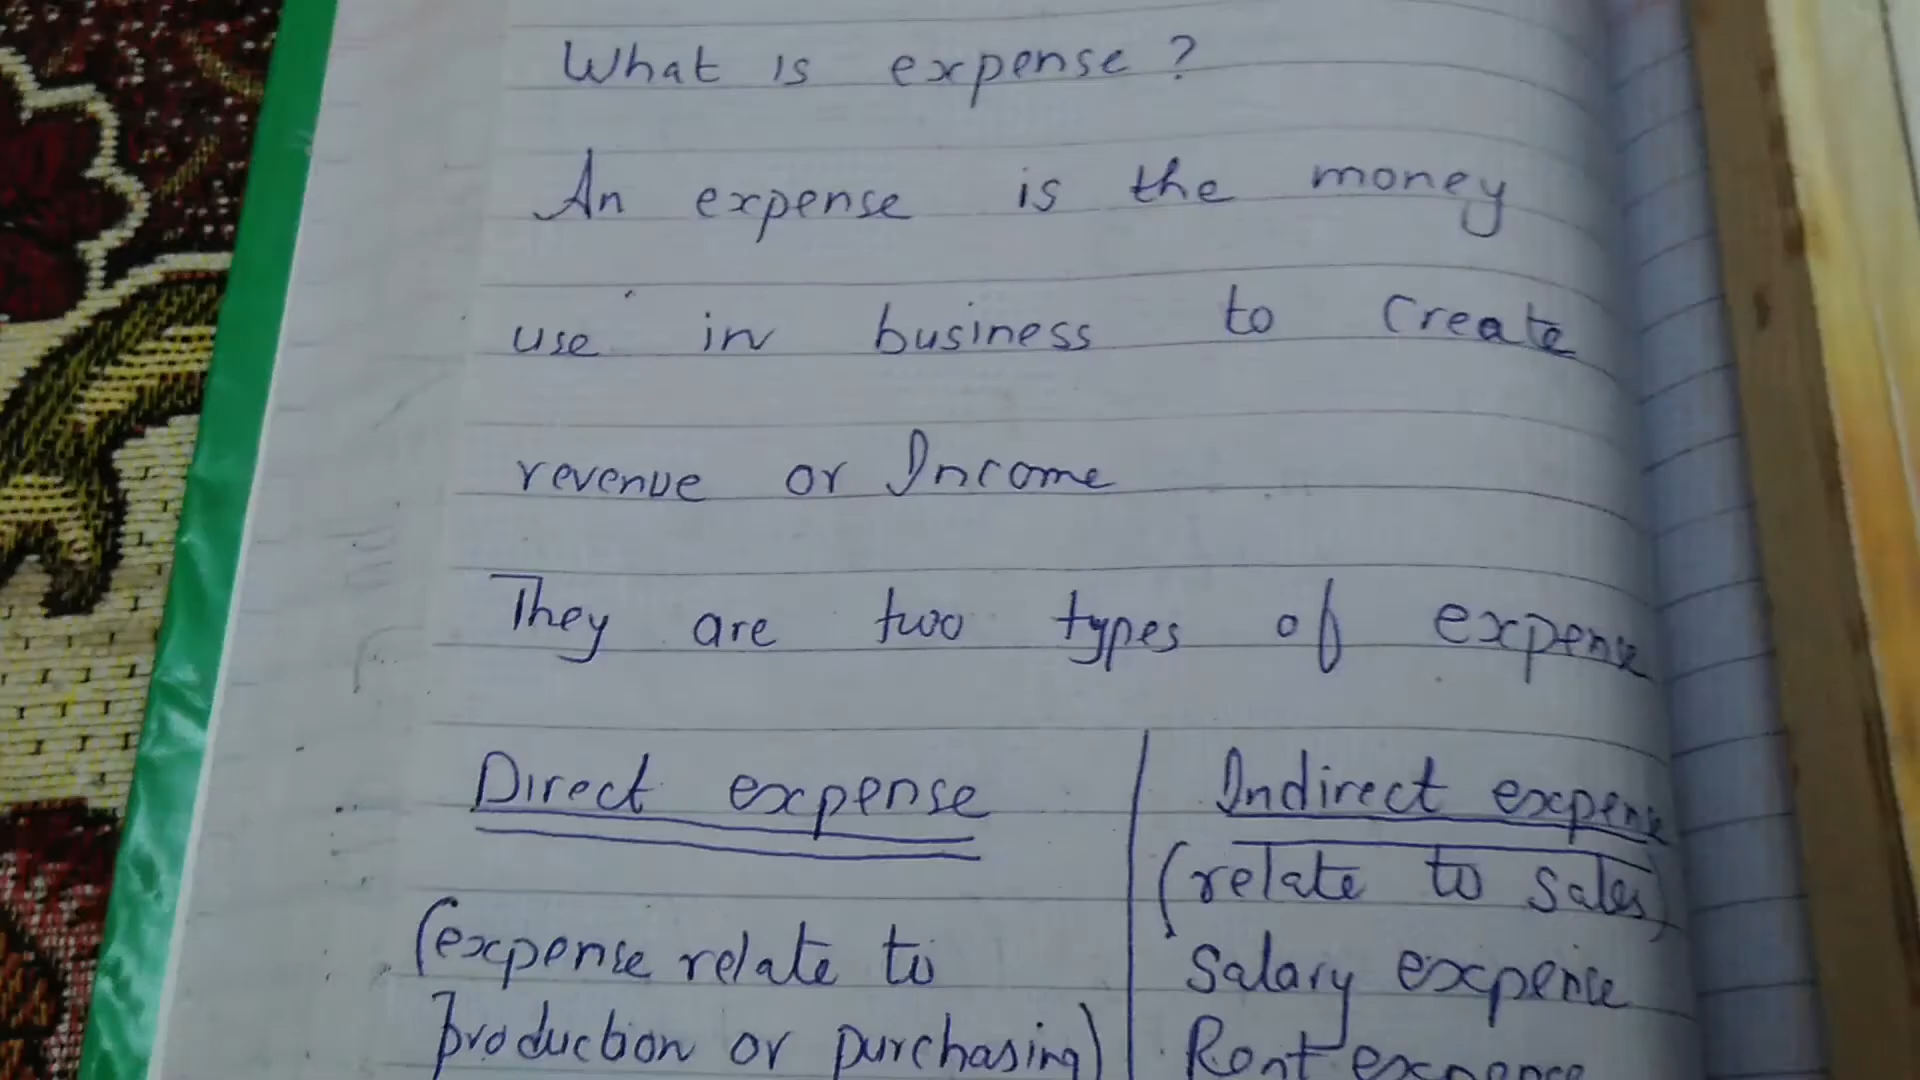 What is expense?
An expense is the money
use in business to create
revenue or Income
They are two types of expense
Direct expense
(expense relate to
production or purchasing)
Indirect expense
(relate to sales)
Salary expense
Rent expense